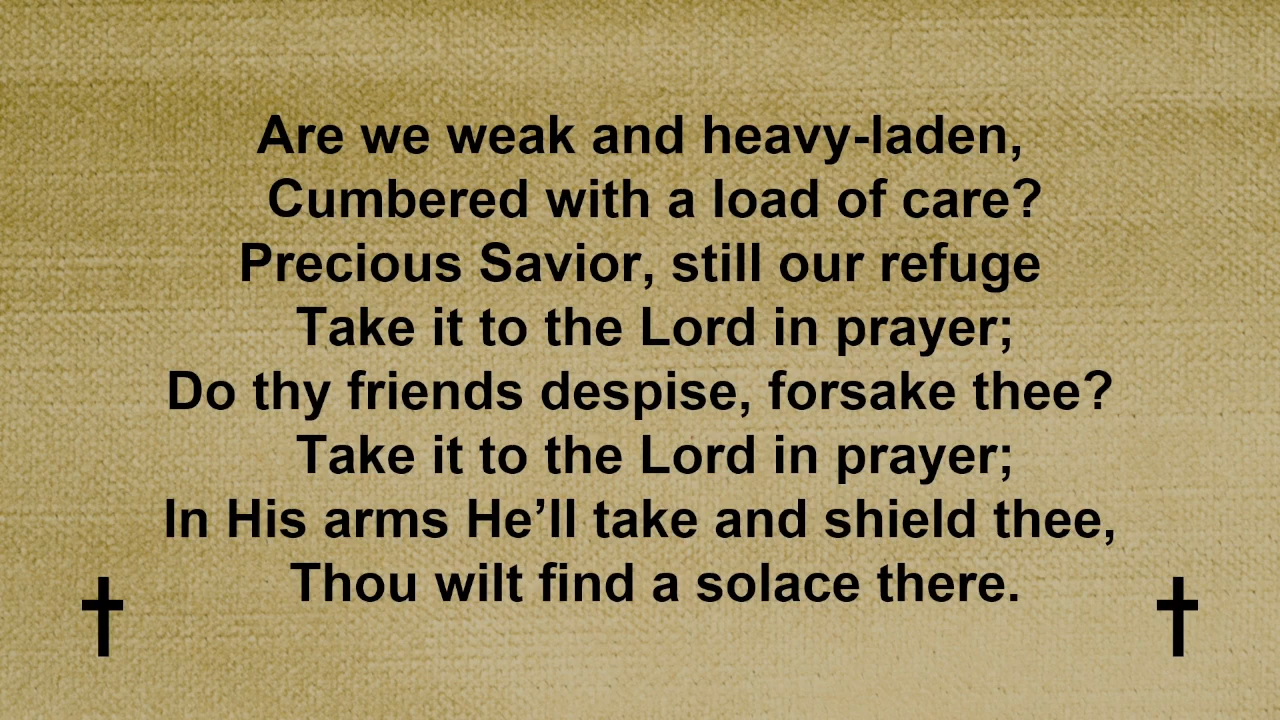 Are we weak and heavy-laden,
Cumbered with a load of care?
Precious Savior, still our refuge
Take it to the Lord in prayer;
Do thy friends despise, forsake thee?
Take it to the Lord in prayer;
In His arms He’ll take and shield thee,
Thou wilt find a solace there.